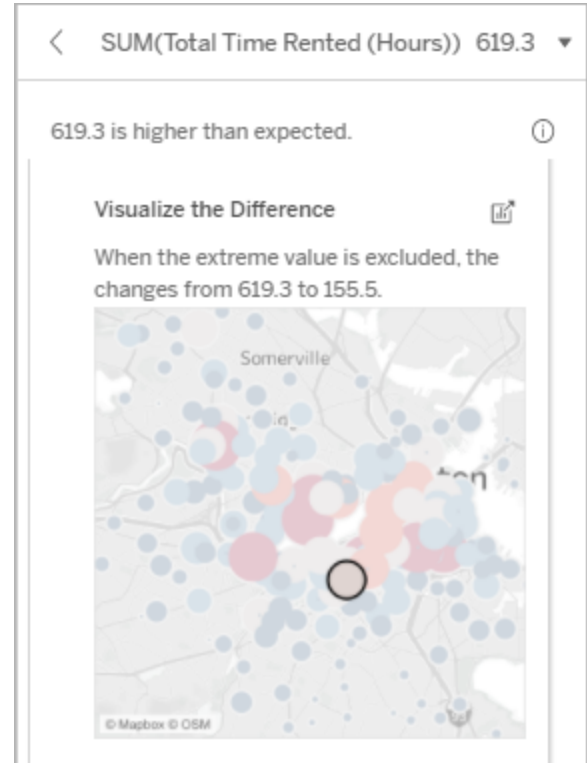 SUM(Total Time Rented (Hours)) 619.3
619.3 is higher than expected.
Visualize the Difference
When the extreme value is excluded, the
changes from 619.3 to 155.5.
Somerville
© Mapbox © OSM